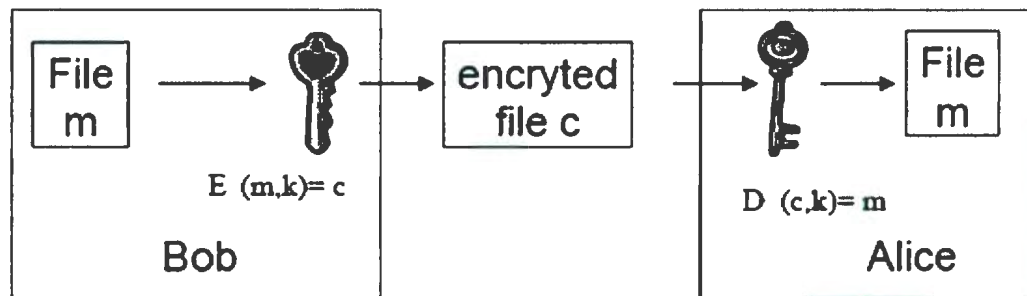 File
m
E (m,k)= c
Bob
encryted
file c
File
m
D (c,k)= m
Alice